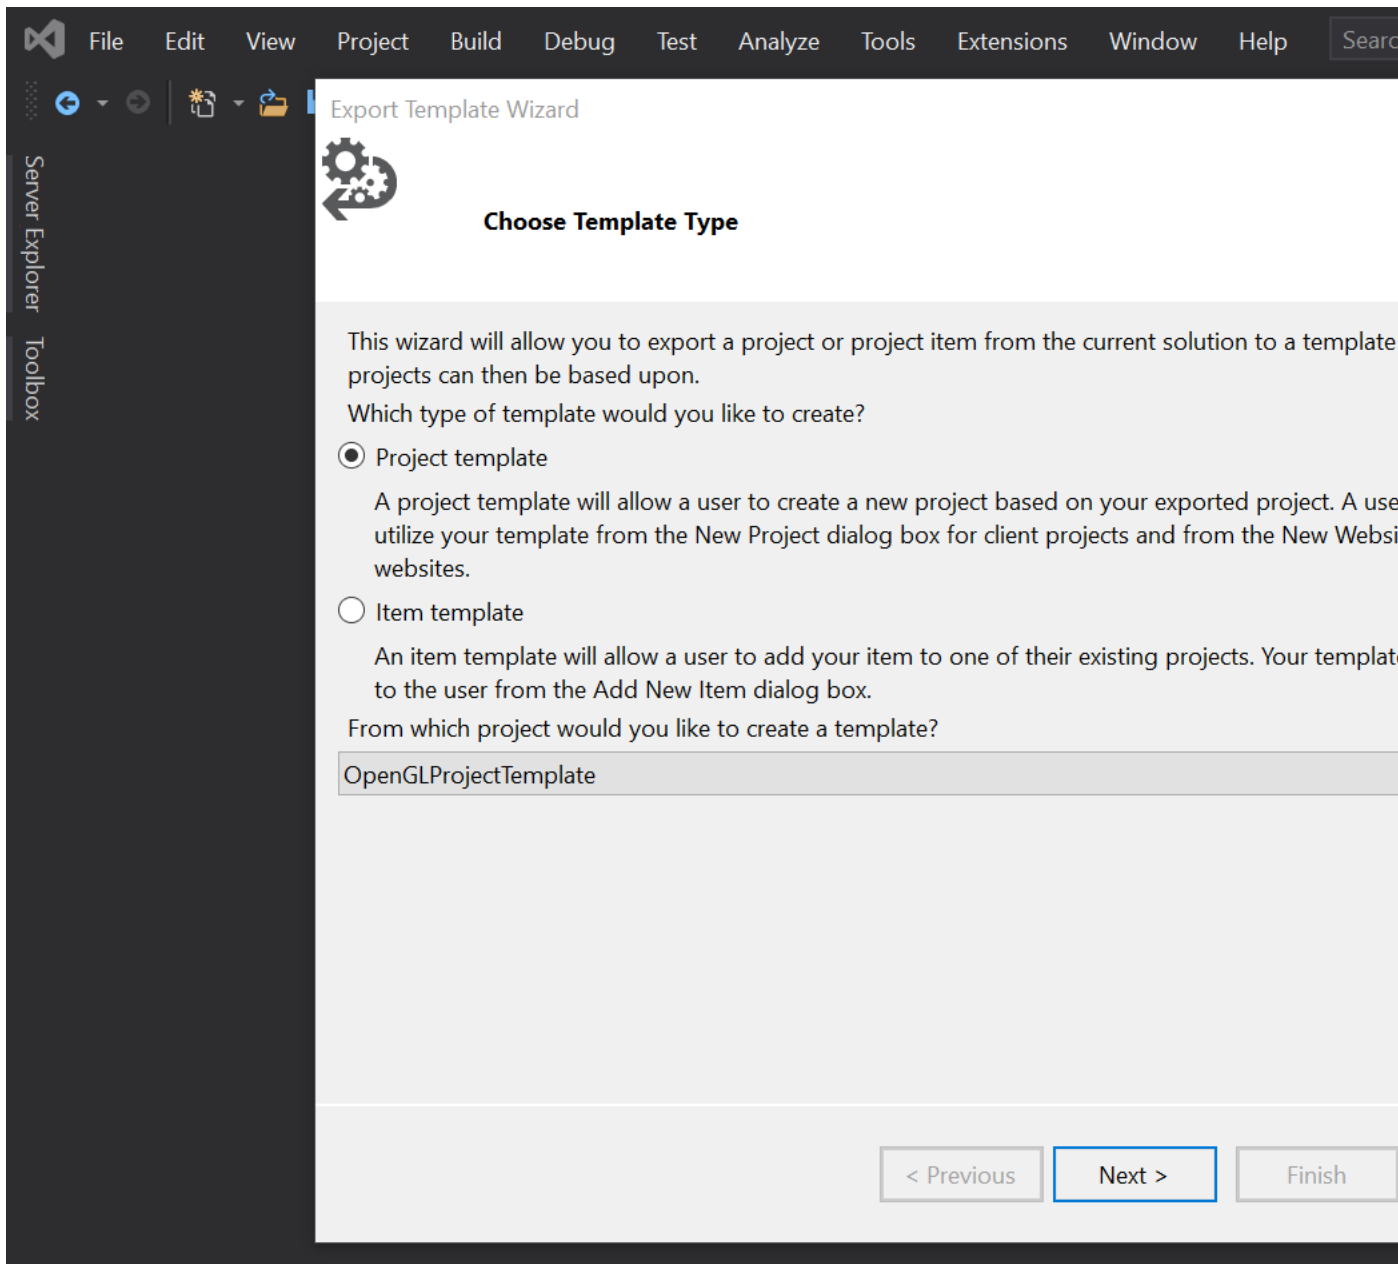 File Edit View Project Build Debug Test Analyze Tools Extensions Window Help
Export Template Wizard
Server Explorer
Toolbox
Choose Template Type
This wizard will allow you to export a project or project item from the current solution to a template
projects can then be based upon.
Which type of template would you like to create?
Project template
A project template will allow a user to create a new project based on your exported project. A use
utilize your template from the New Project dialog box for client projects and from the New Websi
websites.
Item template
An item template will allow a user to add your item to one of their existing projects. Your templat
to the user from the Add New Item dialog box.
From which project would you like to create a template?
OpenGLProjectTemplate
< Previous Next > Finish